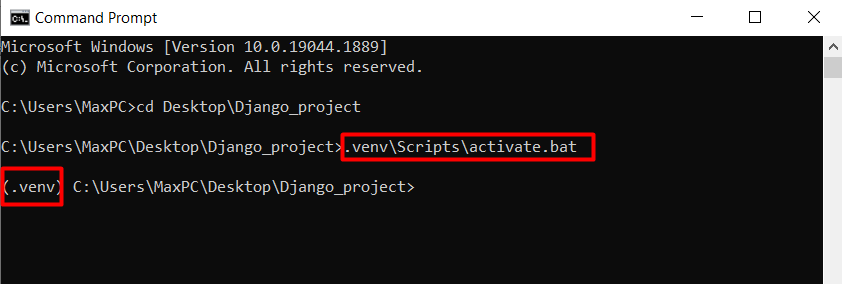 Command Prompt
Microsoft Windows [Version 10.0.19044.1889]
(c) Microsoft Corporation. All rights reserved.
C:\Users\MaxPC>cd Desktop\Django_project
C:\Users\MaxPC\Desktop\Django_project>.venv\Scripts\activate.bat
(.venv) C:\Users\MaxPC\Desktop\Django_project>